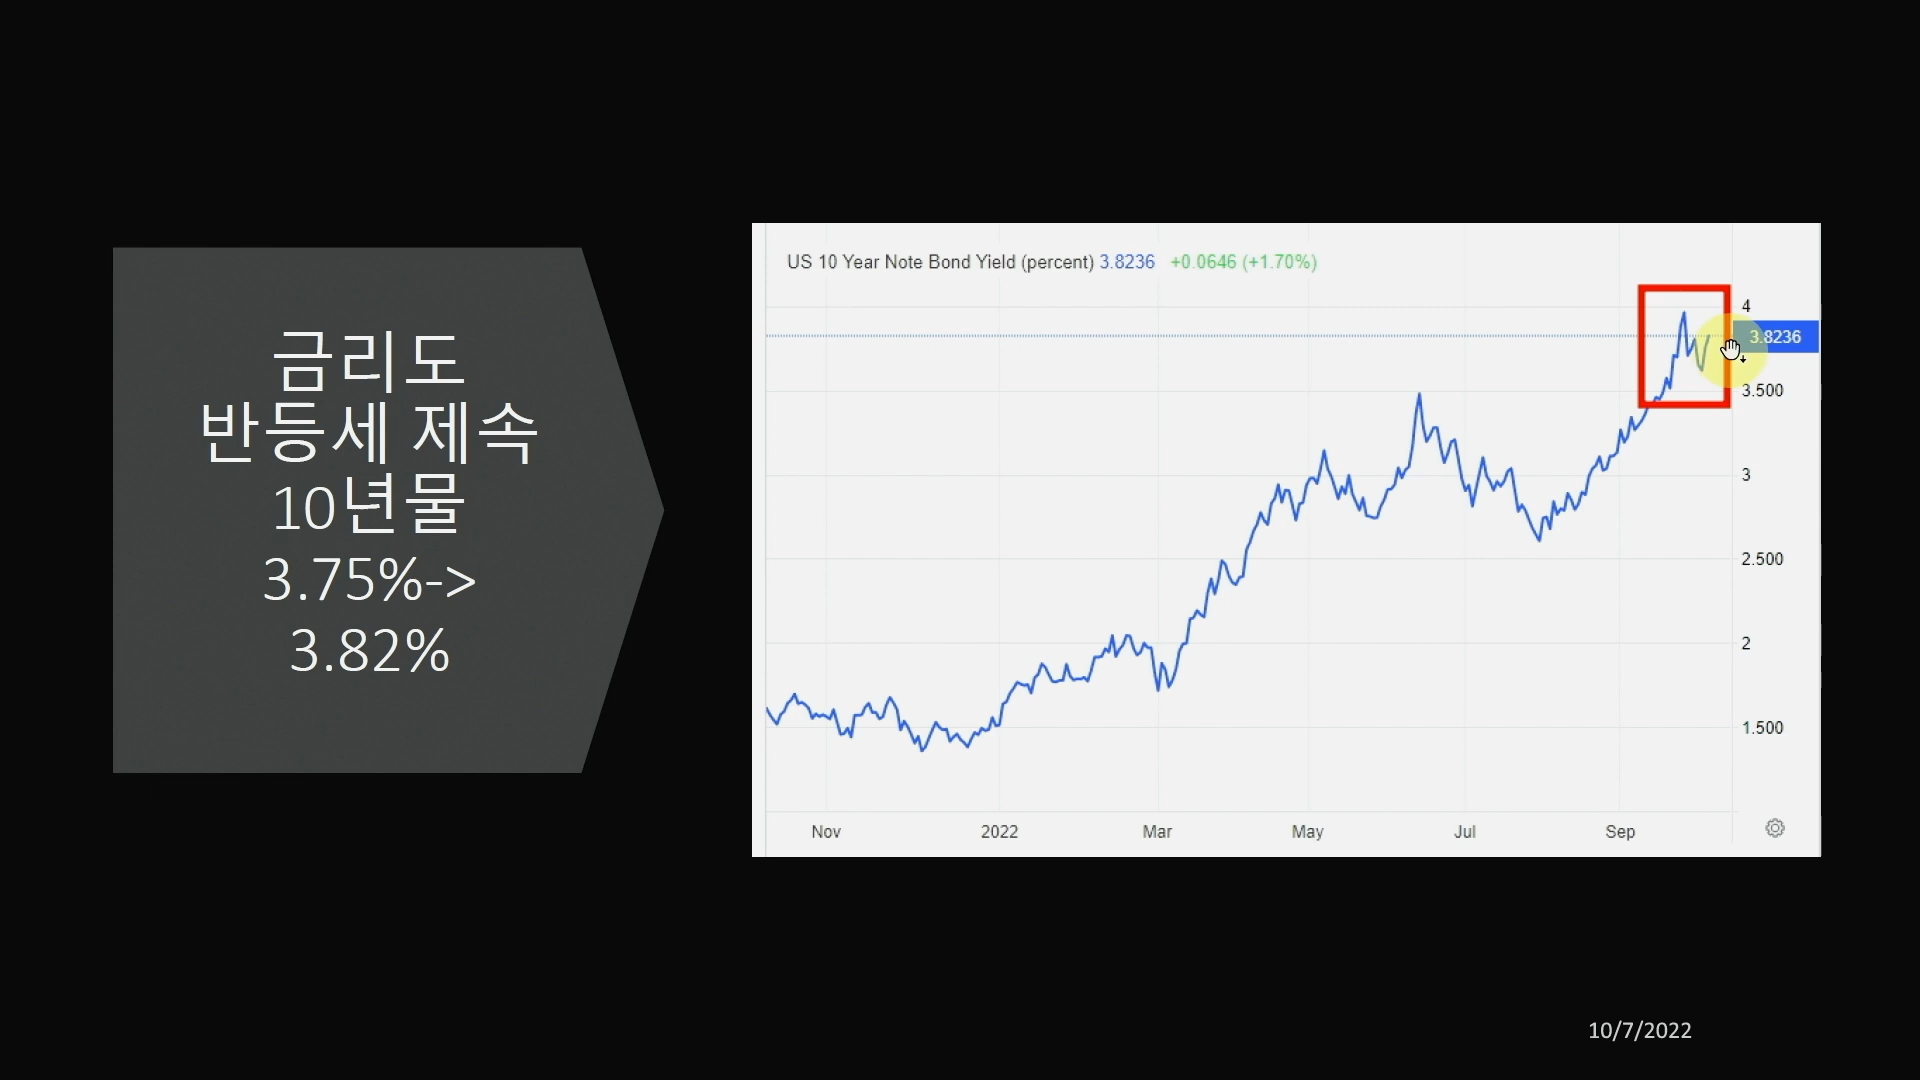 금리도
반등세 제속
10년물
3.75%->
3.82%
US 10 Year Note Bond Yield (percent) 3.8236 +0.0646 (+1.70%)
4
3.8236
3.500
3
2.500
2
1.500
Nov 2022 Mar May Jul Sep
10/7/2022